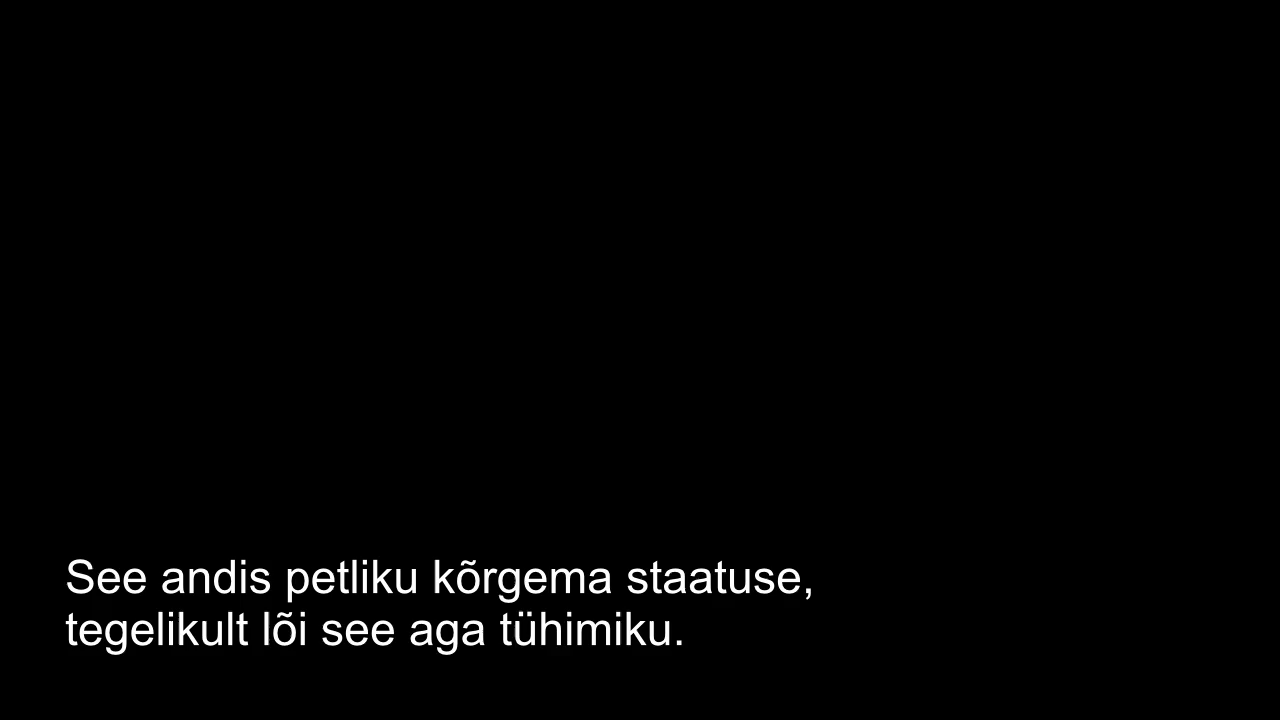 See andis petliku kõrgema staatuse,
tegelikult lõi see aga tühimiku.